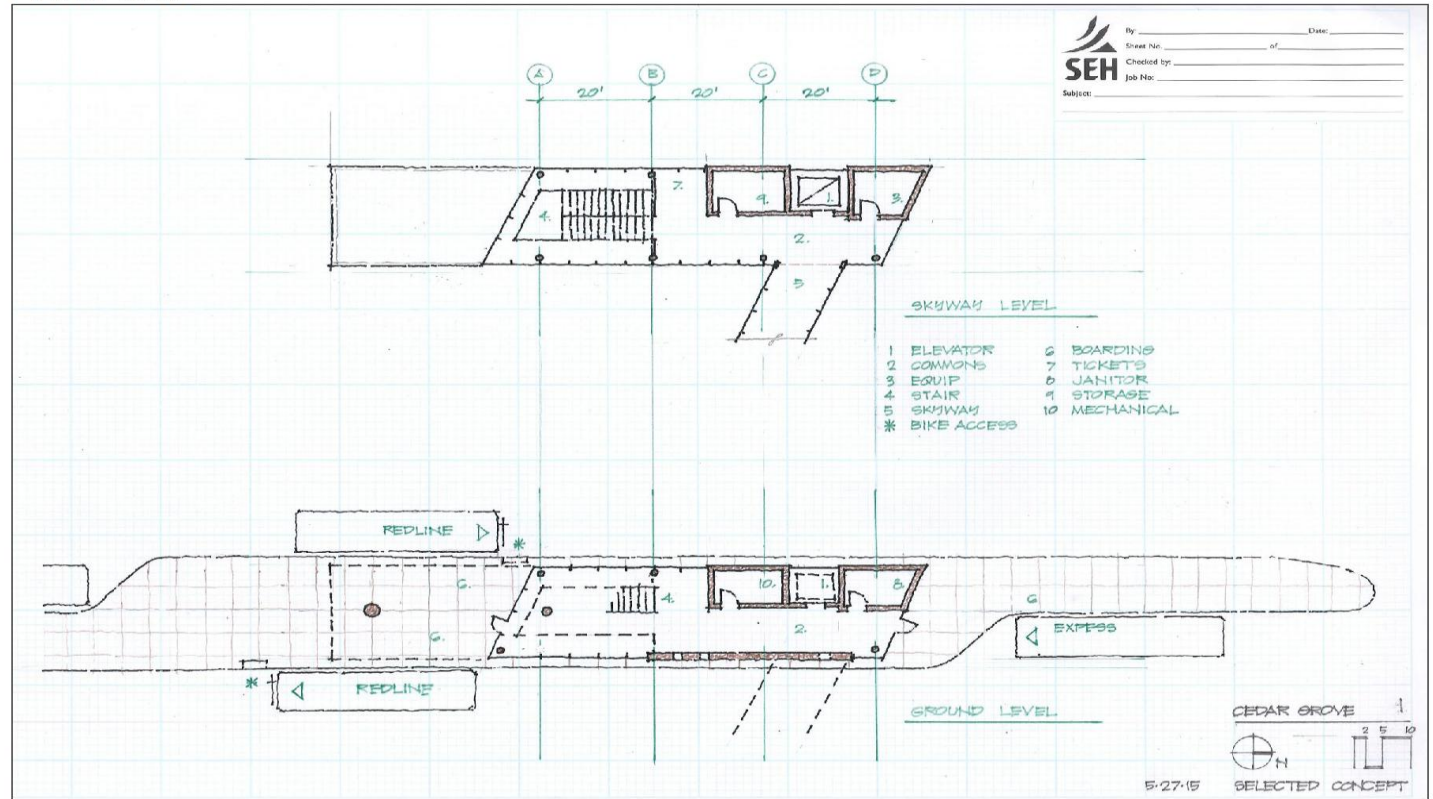 By: Date:
Sheet No. of
SEH
Checked by:
Job No:
Subject:
A B C D
20' 20' 20'
7.
9.
1.
3.
4.
2.
5
SKYWAY LEVEL
1 ELEVATOR
2 COMMONS
3 EQUIP
4 STAIR
5 SKYWAY
* BIKE ACCESS
6 BOARDING
7 TICKETS
8 JANITOR
9 STORAGE
10 MECHANICAL
REDLINE
*
6.
4.
10.
1.
8
6
6.
2.
EXPESS
*
REDLINE
GROUND LEVEL
CEDAR GROVE 1
2 5 10
N
5·27·15 SELECTED CONCEPT